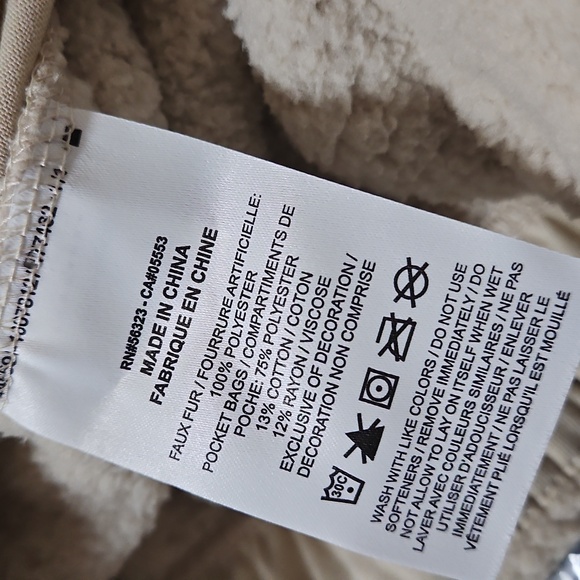 RN#56323 - CA#05553
MADE IN CHINA
FABRIQUE EN CHINE
FAUX FUR / FOURRURE ARTIFICIELLE:
100% POLYESTER
POCKET BAGS / COMPARTIMENTS DE
POCHE: 75% POLYESTER
13% COTTON / COTON
12% RAYON / VISCOSE
EXCLUSIVE OF DECORATION /
DECORATION NON COMPRISE
30C
WASH WITH LIKE COLORS / DO NOT USE
SOFTENERS / REMOVE IMMEDIATELY / DO
NOT ALLOW TO LAY ON ITSELF WHEN WET
LAVER AVEC COULEURS SIMILAIRES / NE PAS
UTILISER D'ADOUCISSEUR / ENLEVER
IMMEDIATEMENT / NE PAS LAISSER LE
VÊTEMENT PLIÉ LORSQU'IL EST MOUILLÉ